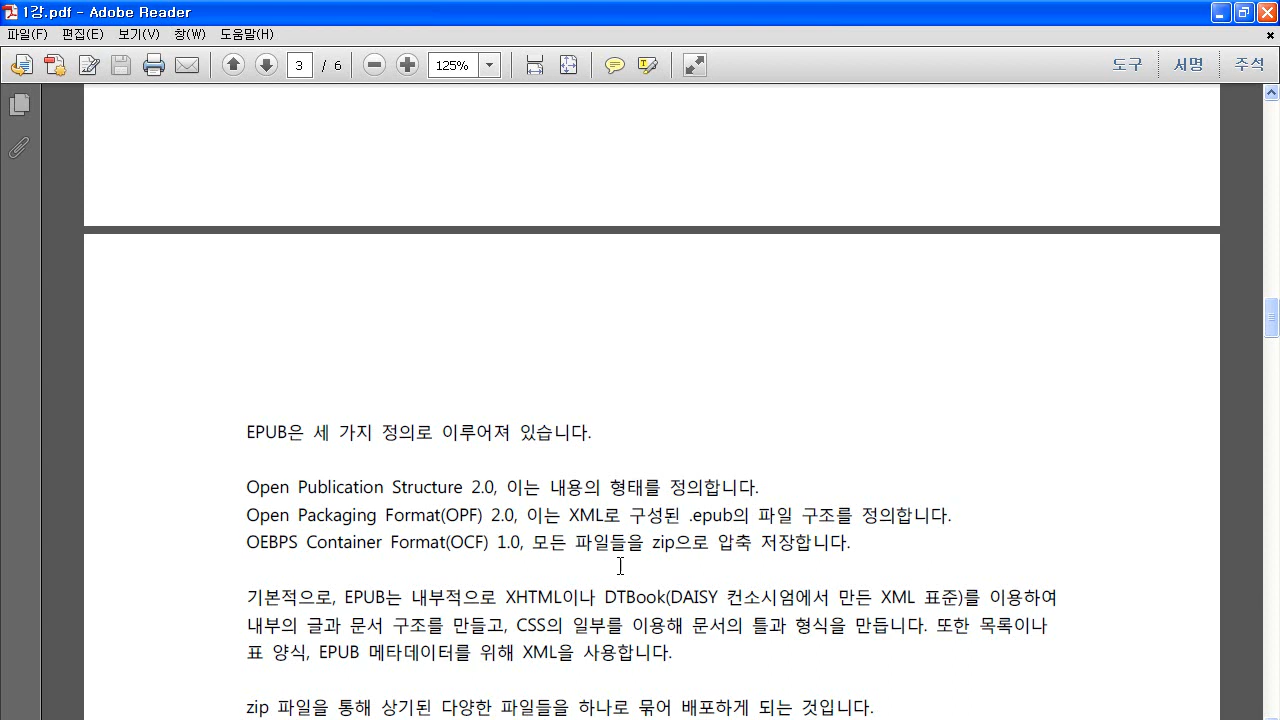 1강.pdf - Adobe Reader
파일(F) 편집(E) 보기(V) 창(W) 도움말(H)
3 / 6 125% 도구 서명 주석
EPUB은 세 가지 정의로 이루어져 있습니다.
Open Publication Structure 2.0, 이는 내용의 형태를 정의합니다.
Open Packaging Format(OPF) 2.0, 이는 XML로 구성된 .epub의 파일 구조를 정의합니다.
OEBPS Container Format(OCF) 1.0, 모든 파일들을 zip으로 압축 저장합니다.
기본적으로, EPUB는 내부적으로 XHTML이나 DTBook(DAISY 컨소시엄에서 만든 XML 표준)를 이용하여
내부의 글과 문서 구조를 만들고, CSS의 일부를 이용해 문서의 틀과 형식을 만듭니다. 또한 목록이나
표 양식, EPUB 메타데이터를 위해 XML을 사용합니다.
zip 파일을 통해 상기된 다양한 파일들을 하나로 묶어 배포하게 되는 것입니다.